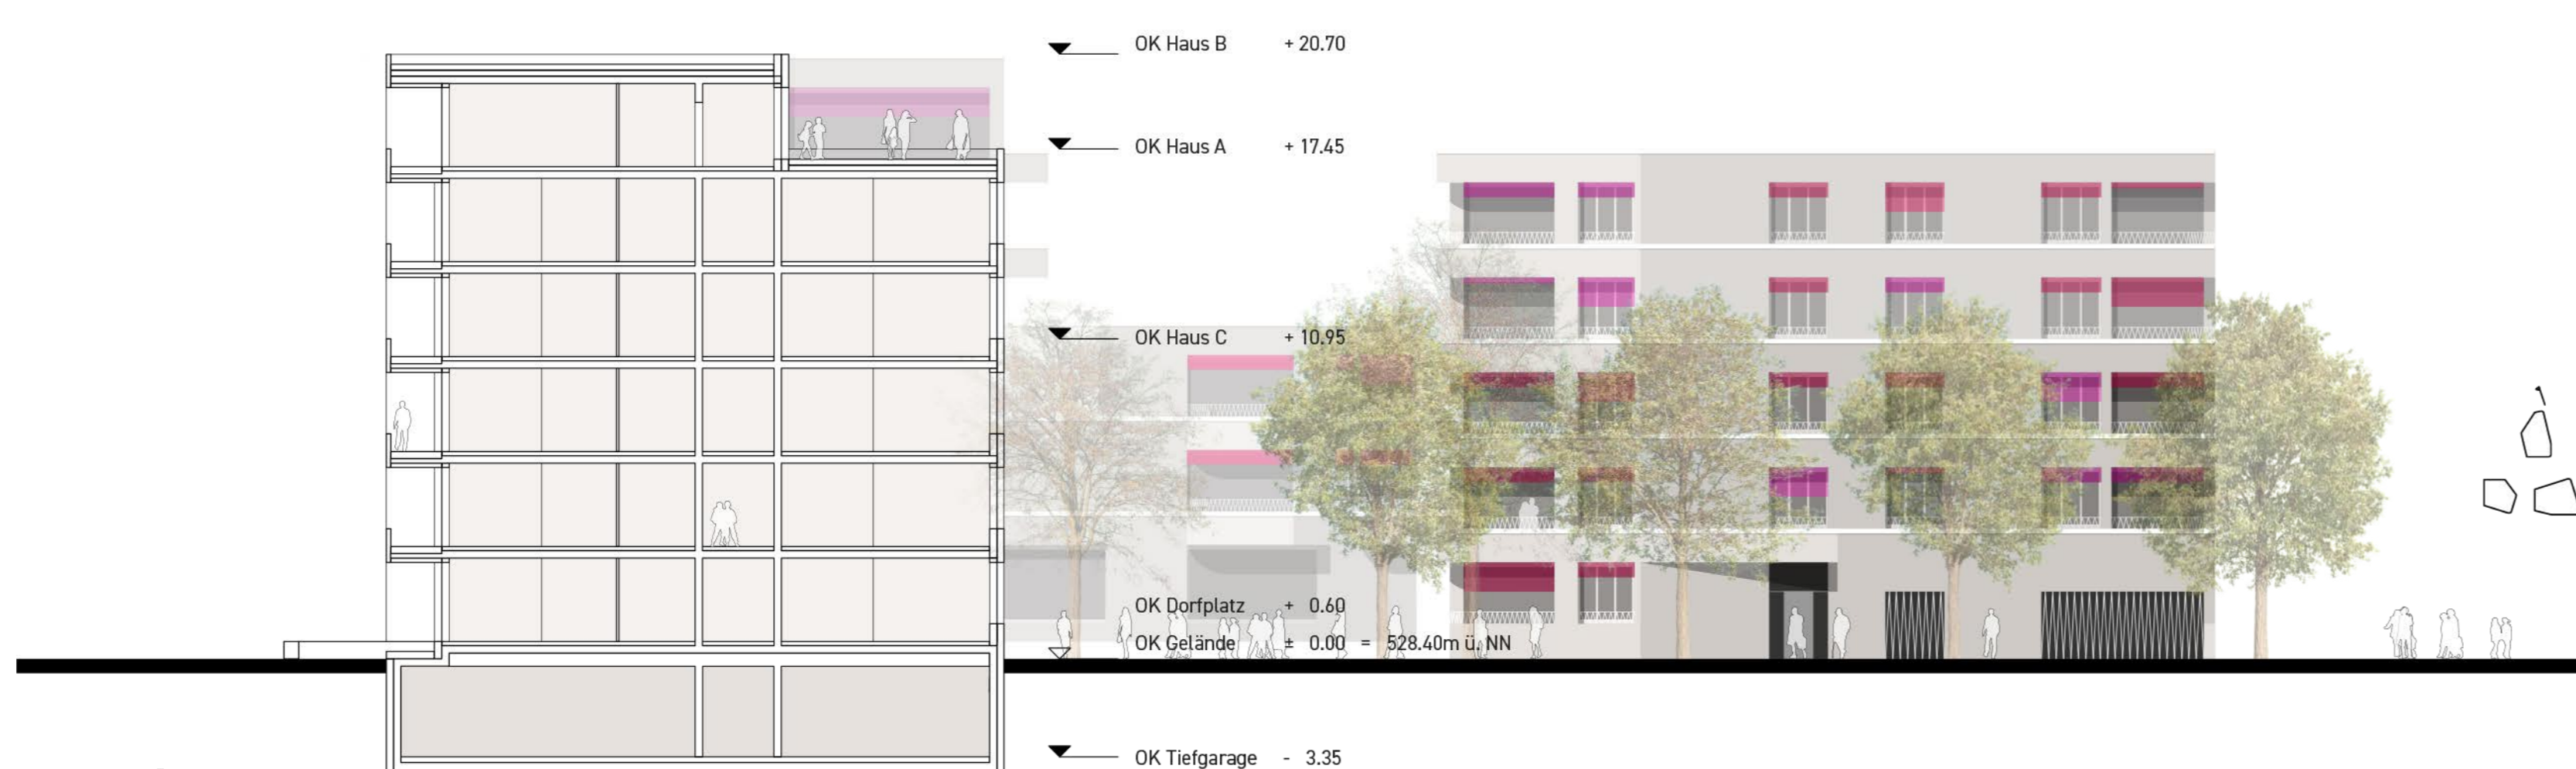 OK Haus B + 20.70
OK Haus A + 17.45
OK Haus C + 10.95
OK Dorfplatz + 0.60
OK Gelände ± 0.00 = 528.40m ü. NN
OK Tiefgarage - 3.35